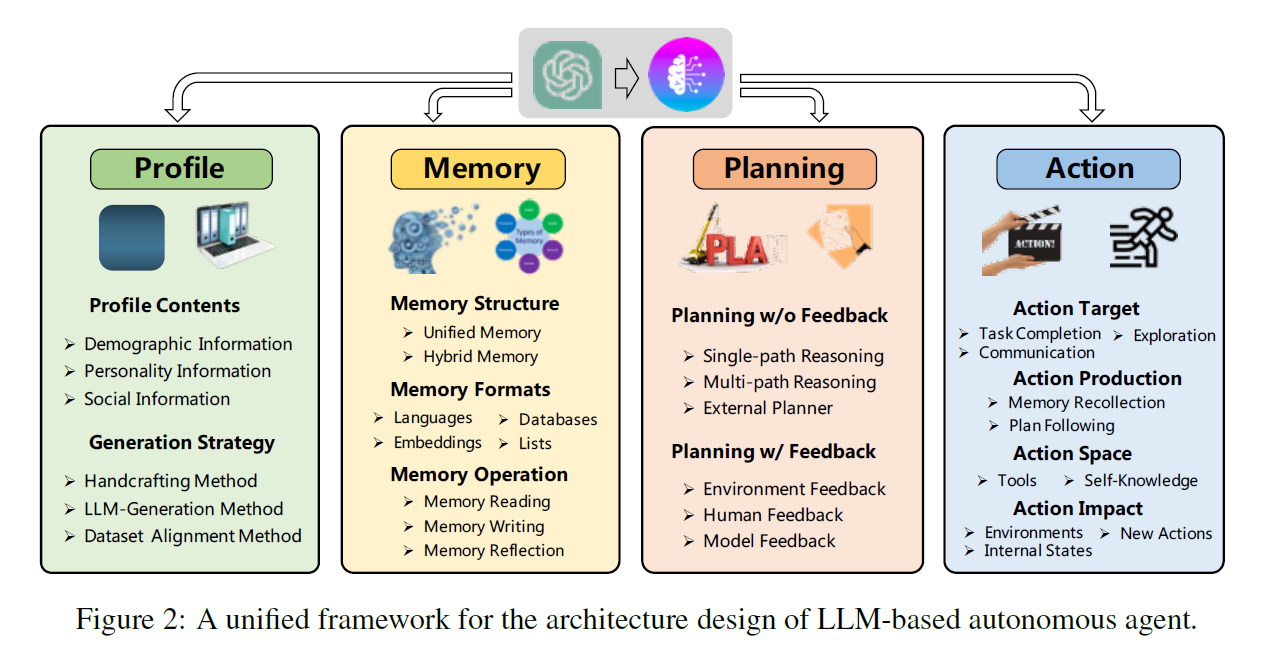 Profile
Profile Contents
Demographic Information
Personality Information
Social Information
Generation Strategy
Handcrafting Method
LLM-Generation Method
Dataset Alignment Method
Memory
Types of
Memory
Memory Structure
Unified Memory
Hybrid Memory
Memory Formats
Languages
Databases
Embeddings
Lists
Memory Operation
Memory Reading
Memory Writing
Memory Reflection
Planning
PLAN
Planning w/o Feedback
Single-path Reasoning
Multi-path Reasoning
External Planner
Planning w/ Feedback
Environment Feedback
Human Feedback
Model Feedback
Action
ACTION!
Action Target
Task Completion
Exploration
Communication
Action Production
Memory Recollection
Plan Following
Action Space
Tools
Self-Knowledge
Action Impact
Environments
New Actions
Internal States
Figure 2: A unified framework for the architecture design of LLM-based autonomous agent.